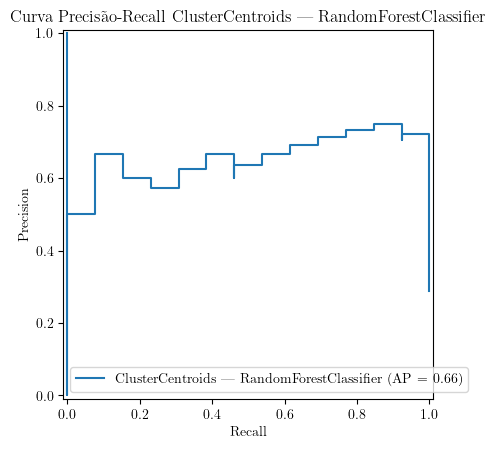 Curva Precisão-Recall ClusterCentroids — RandomForestClassifier
1.0
0.8
0.6
0.4
0.2
0.0
Precision
ClusterCentroids — RandomForestClassifier (AP = 0.66)
0.0 0.2 0.4 0.6 0.8 1.0
Recall